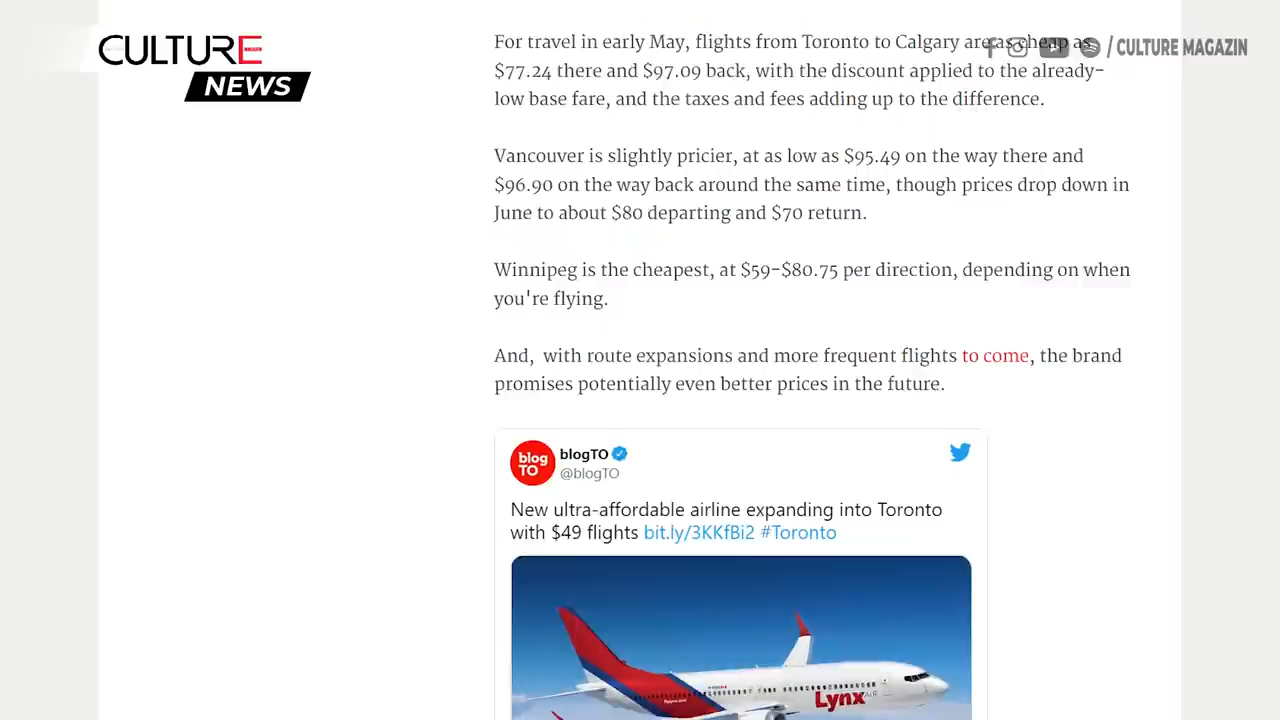 CULTURE
NEWS
/ CULTURE MAGAZIN
For travel in early May, flights from Toronto to Calgary are as cheap as
$77.24 there and $97.09 back, with the discount applied to the already-
low base fare, and the taxes and fees adding up to the difference.
Vancouver is slightly pricier, at as low as $95.49 on the way there and
$96.90 on the way back around the same time, though prices drop down in
June to about $80 departing and $70 return.
Winnipeg is the cheapest, at $59-$80.75 per direction, depending on when
you're flying.
And, with route expansions and more frequent flights to come, the brand
promises potentially even better prices in the future.
blog
TO
blogTO
@blogTO
New ultra-affordable airline expanding into Toronto
with $49 flights bit.ly/3KKfBi2 #Toronto
Lynx AIR